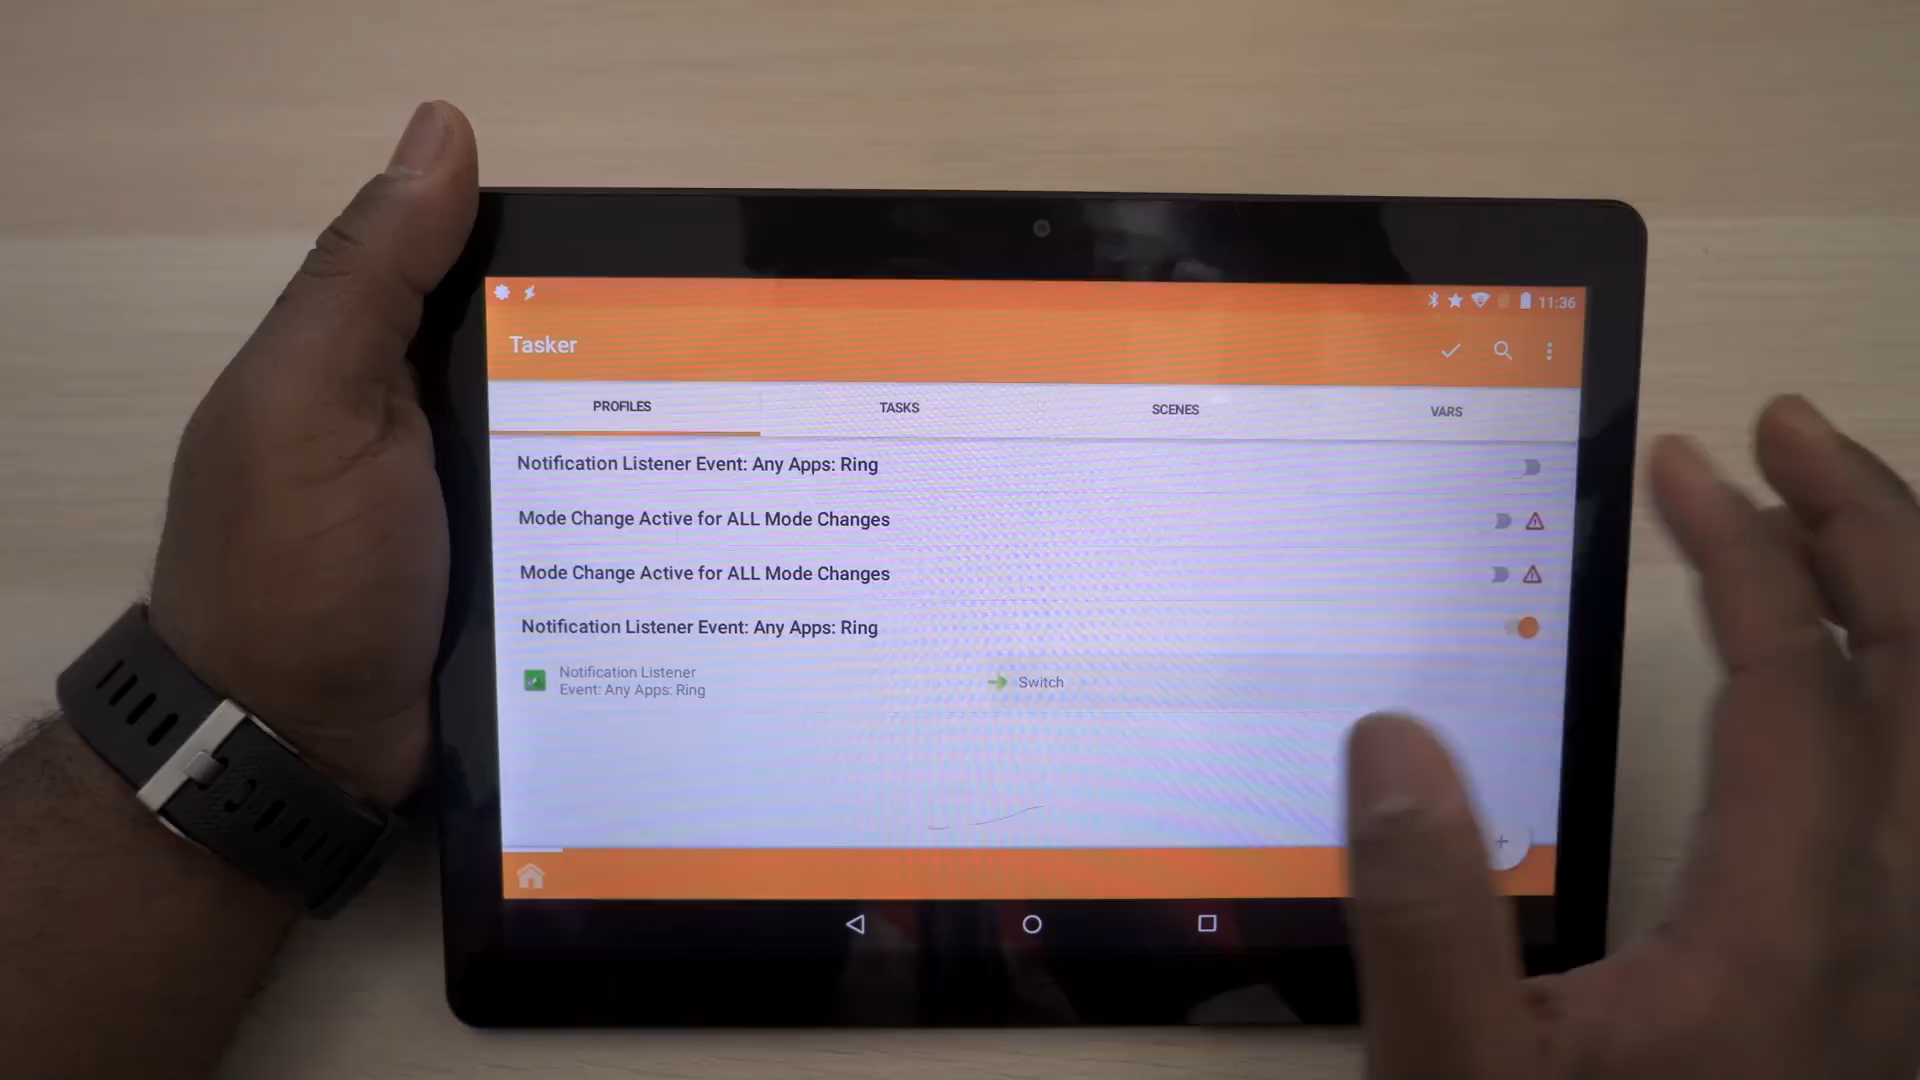 11:36
Tasker
PROFILES TASKS SCENES VARS
Notification Listener Event: Any Apps: Ring
Mode Change Active for ALL Mode Changes
Mode Change Active for ALL Mode Changes
Notification Listener Event: Any Apps: Ring
Notification Listener
Event: Any Apps: Ring
Switch